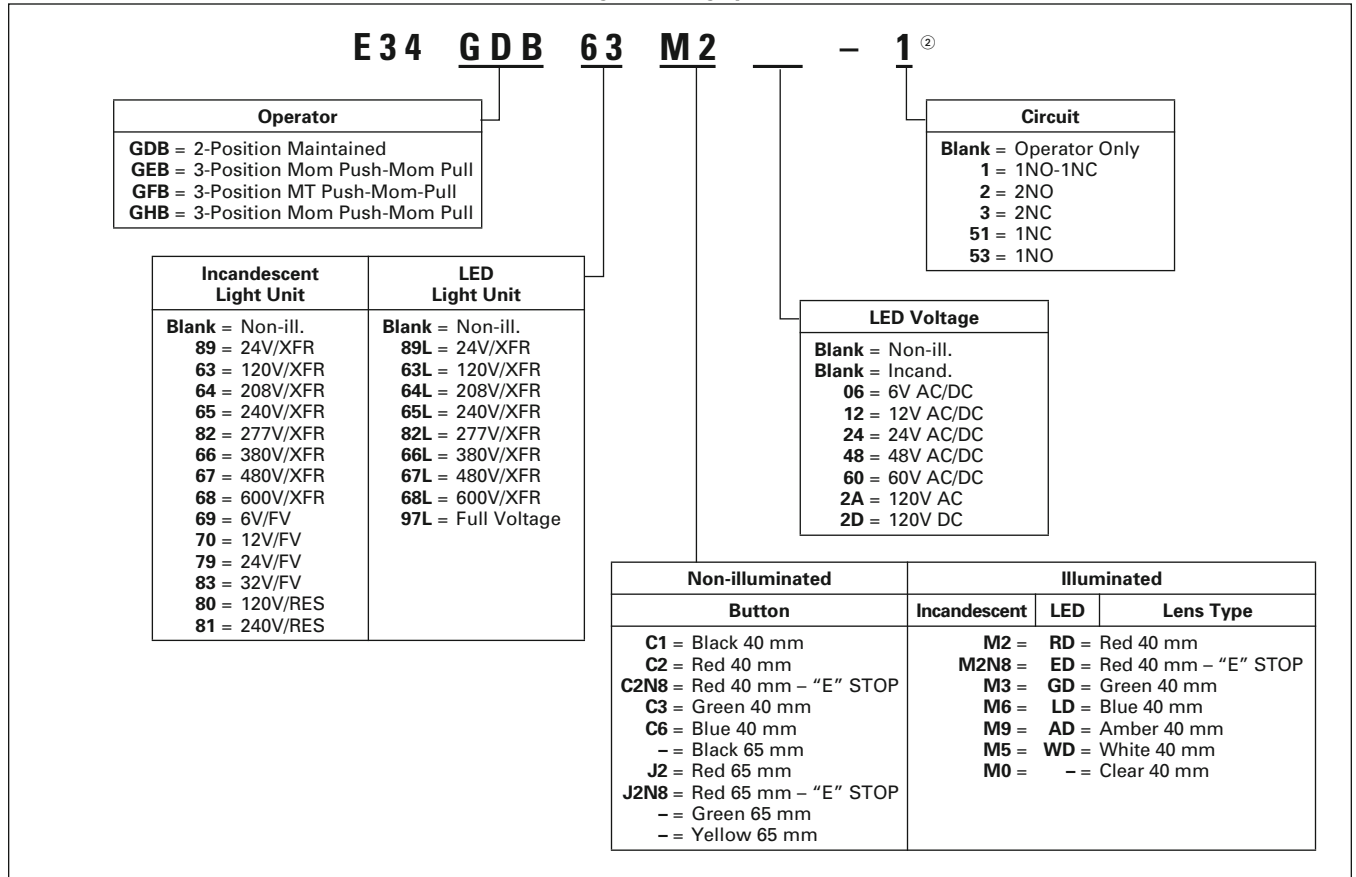 E34 GDB 63 M2 __ – 1 ②
Operator
GDB = 2-Position Maintained
GEB = 3-Position Mom Push-Mom Pull
GFB = 3-Position MT Push-Mom-Pull
GHB = 3-Position Mom Push-Mom Pull
Circuit
Blank = Operator Only
1 = 1NO-1NC
2 = 2NO
3 = 2NC
51 = 1NC
53 = 1NO
Incandescent
Light Unit
Blank = Non-ill.
89 = 24V/XFR
63 = 120V/XFR
64 = 208V/XFR
65 = 240V/XFR
82 = 277V/XFR
66 = 380V/XFR
67 = 480V/XFR
68 = 600V/XFR
69 = 6V/FV
70 = 12V/FV
79 = 24V/FV
83 = 32V/FV
80 = 120V/RES
81 = 240V/RES
LED
Light Unit
Blank = Non-ill.
89L = 24V/XFR
63L = 120V/XFR
64L = 208V/XFR
65L = 240V/XFR
82L = 277V/XFR
66L = 380V/XFR
67L = 480V/XFR
68L = 600V/XFR
97L = Full Voltage
LED Voltage
Blank = Non-ill.
Blank = Incand.
06 = 6V AC/DC
12 = 12V AC/DC
24 = 24V AC/DC
48 = 48V AC/DC
60 = 60V AC/DC
2A = 120V AC
2D = 120V DC
Non-illuminated
Button
C1 = Black 40 mm
C2 = Red 40 mm
C2N8 = Red 40 mm – “E” STOP
C3 = Green 40 mm
C6 = Blue 40 mm
– = Black 65 mm
J2 = Red 65 mm
J2N8 = Red 65 mm – “E” STOP
– = Green 65 mm
– = Yellow 65 mm
Illuminated
Incandescent LED Lens Type
M2 = RD = Red 40 mm
M2N8 = ED = Red 40 mm – “E” STOP
M3 = GD = Green 40 mm
M6 = LD = Blue 40 mm
M9 = AD = Amber 40 mm
M5 = WD = White 40 mm
M0 = – = Clear 40 mm